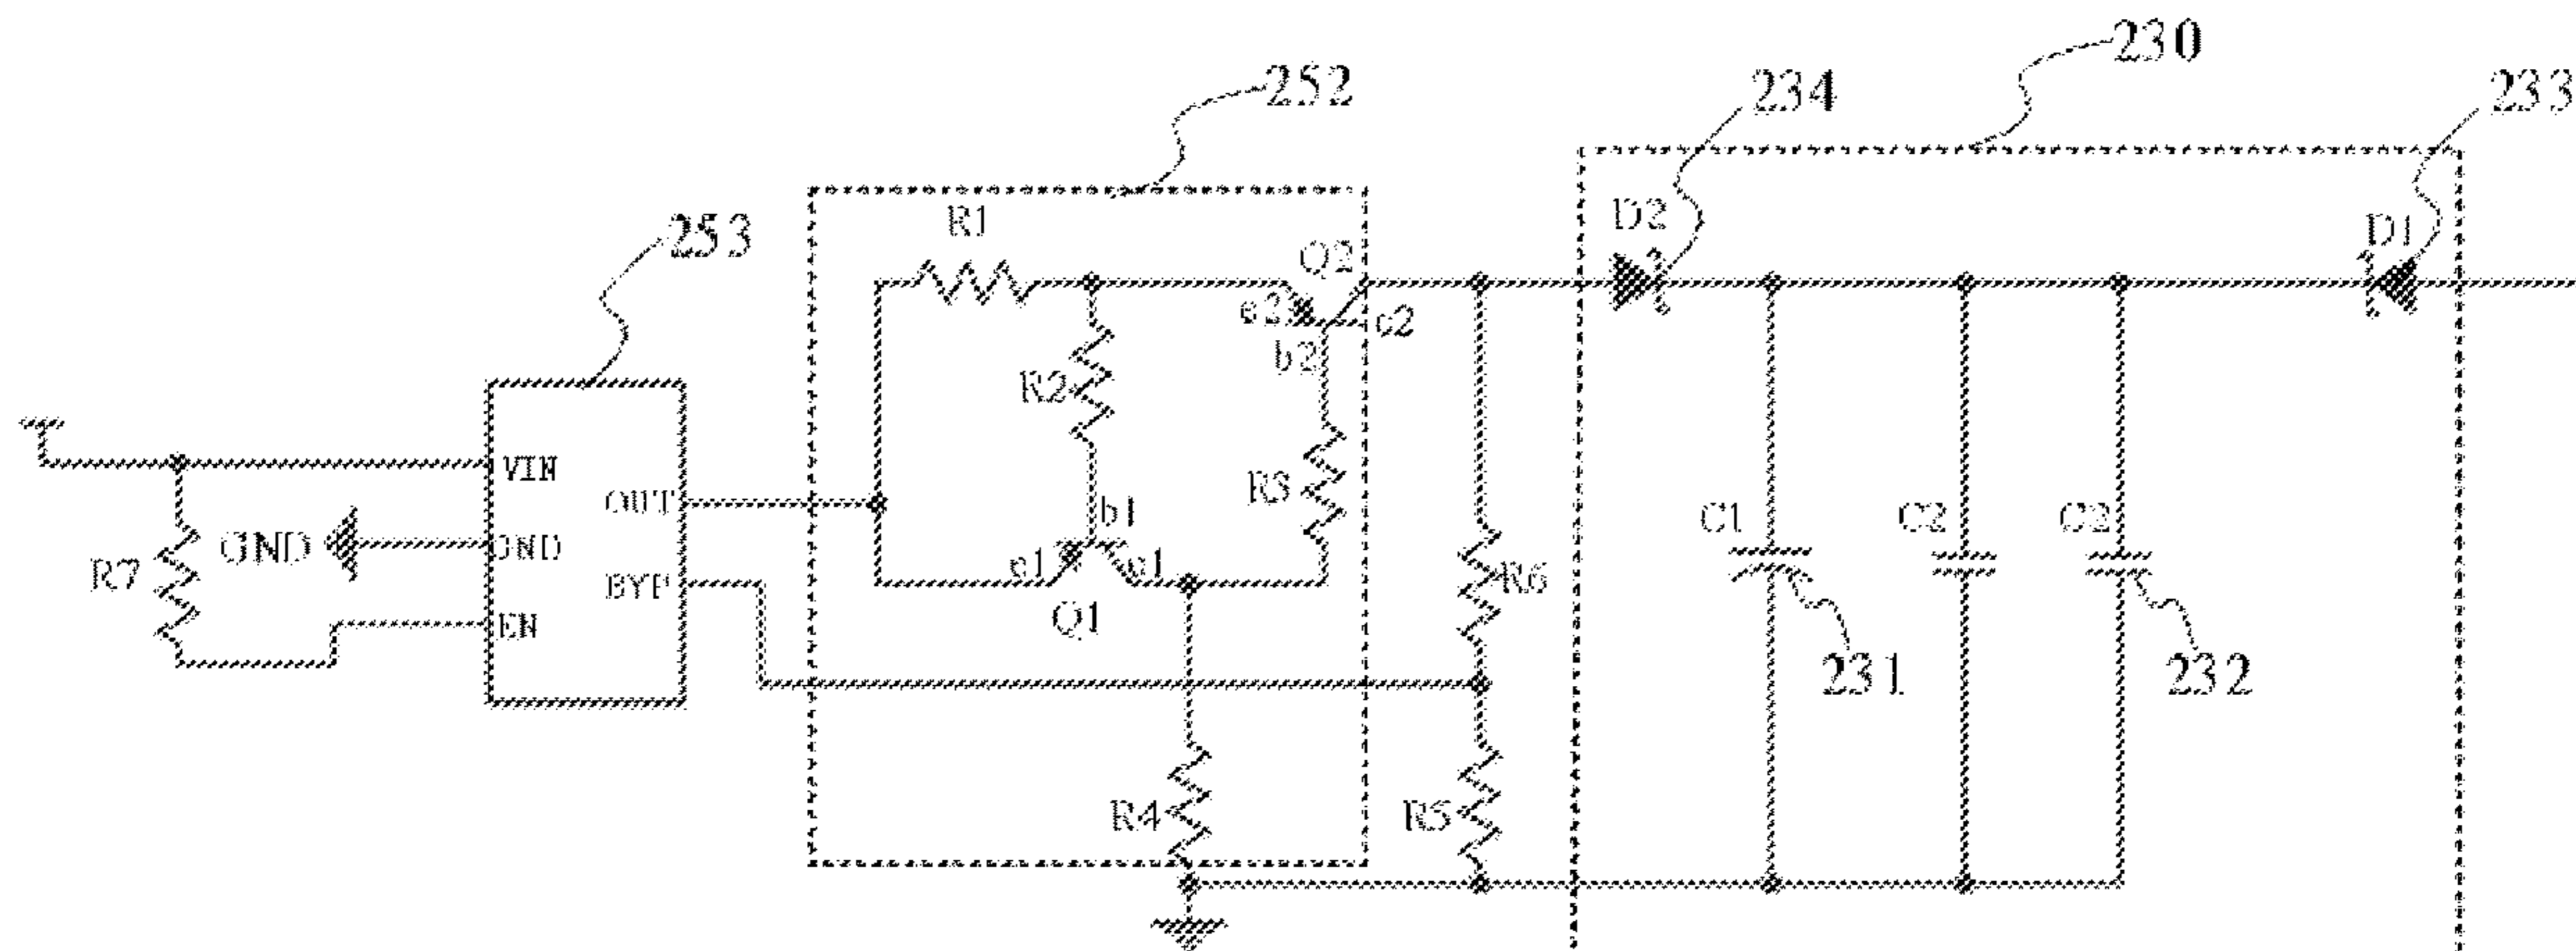 230
252
234
233
R1
D2
253
Q2
D1
e2
c2
b2
R2
VIN
R3
OUT
b1
C1
C2
C2
GND
GND
R7
e1
c1
R6
BYP
Q1
EN
231
232
R4
R5